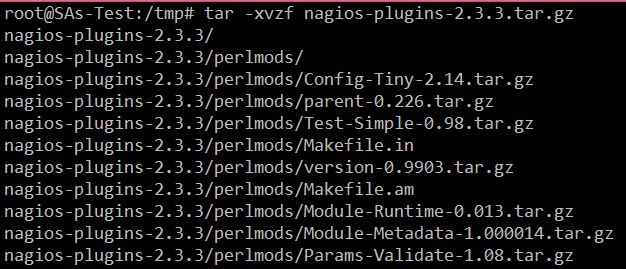 root@SAs-Test:/tmp# tar -xvzf nagios-plugins-2.3.3.tar.gz
nagios-plugins-2.3.3/
nagios-plugins-2.3.3/perlmods/
nagios-plugins-2.3.3/perlmods/Config-Tiny-2.14.tar.gz
nagios-plugins-2.3.3/perlmods/parent-0.226.tar.gz
nagios-plugins-2.3.3/perlmods/Test-Simple-0.98.tar.gz
nagios-plugins-2.3.3/perlmods/Makefile.in
nagios-plugins-2.3.3/perlmods/version-0.9903.tar.gz
nagios-plugins-2.3.3/perlmods/Makefile.am
nagios-plugins-2.3.3/perlmods/Module-Runtime-0.013.tar.gz
nagios-plugins-2.3.3/perlmods/Module-Metadata-1.000014.tar.gz
nagios-plugins-2.3.3/perlmods/Params-Validate-1.08.tar.gz